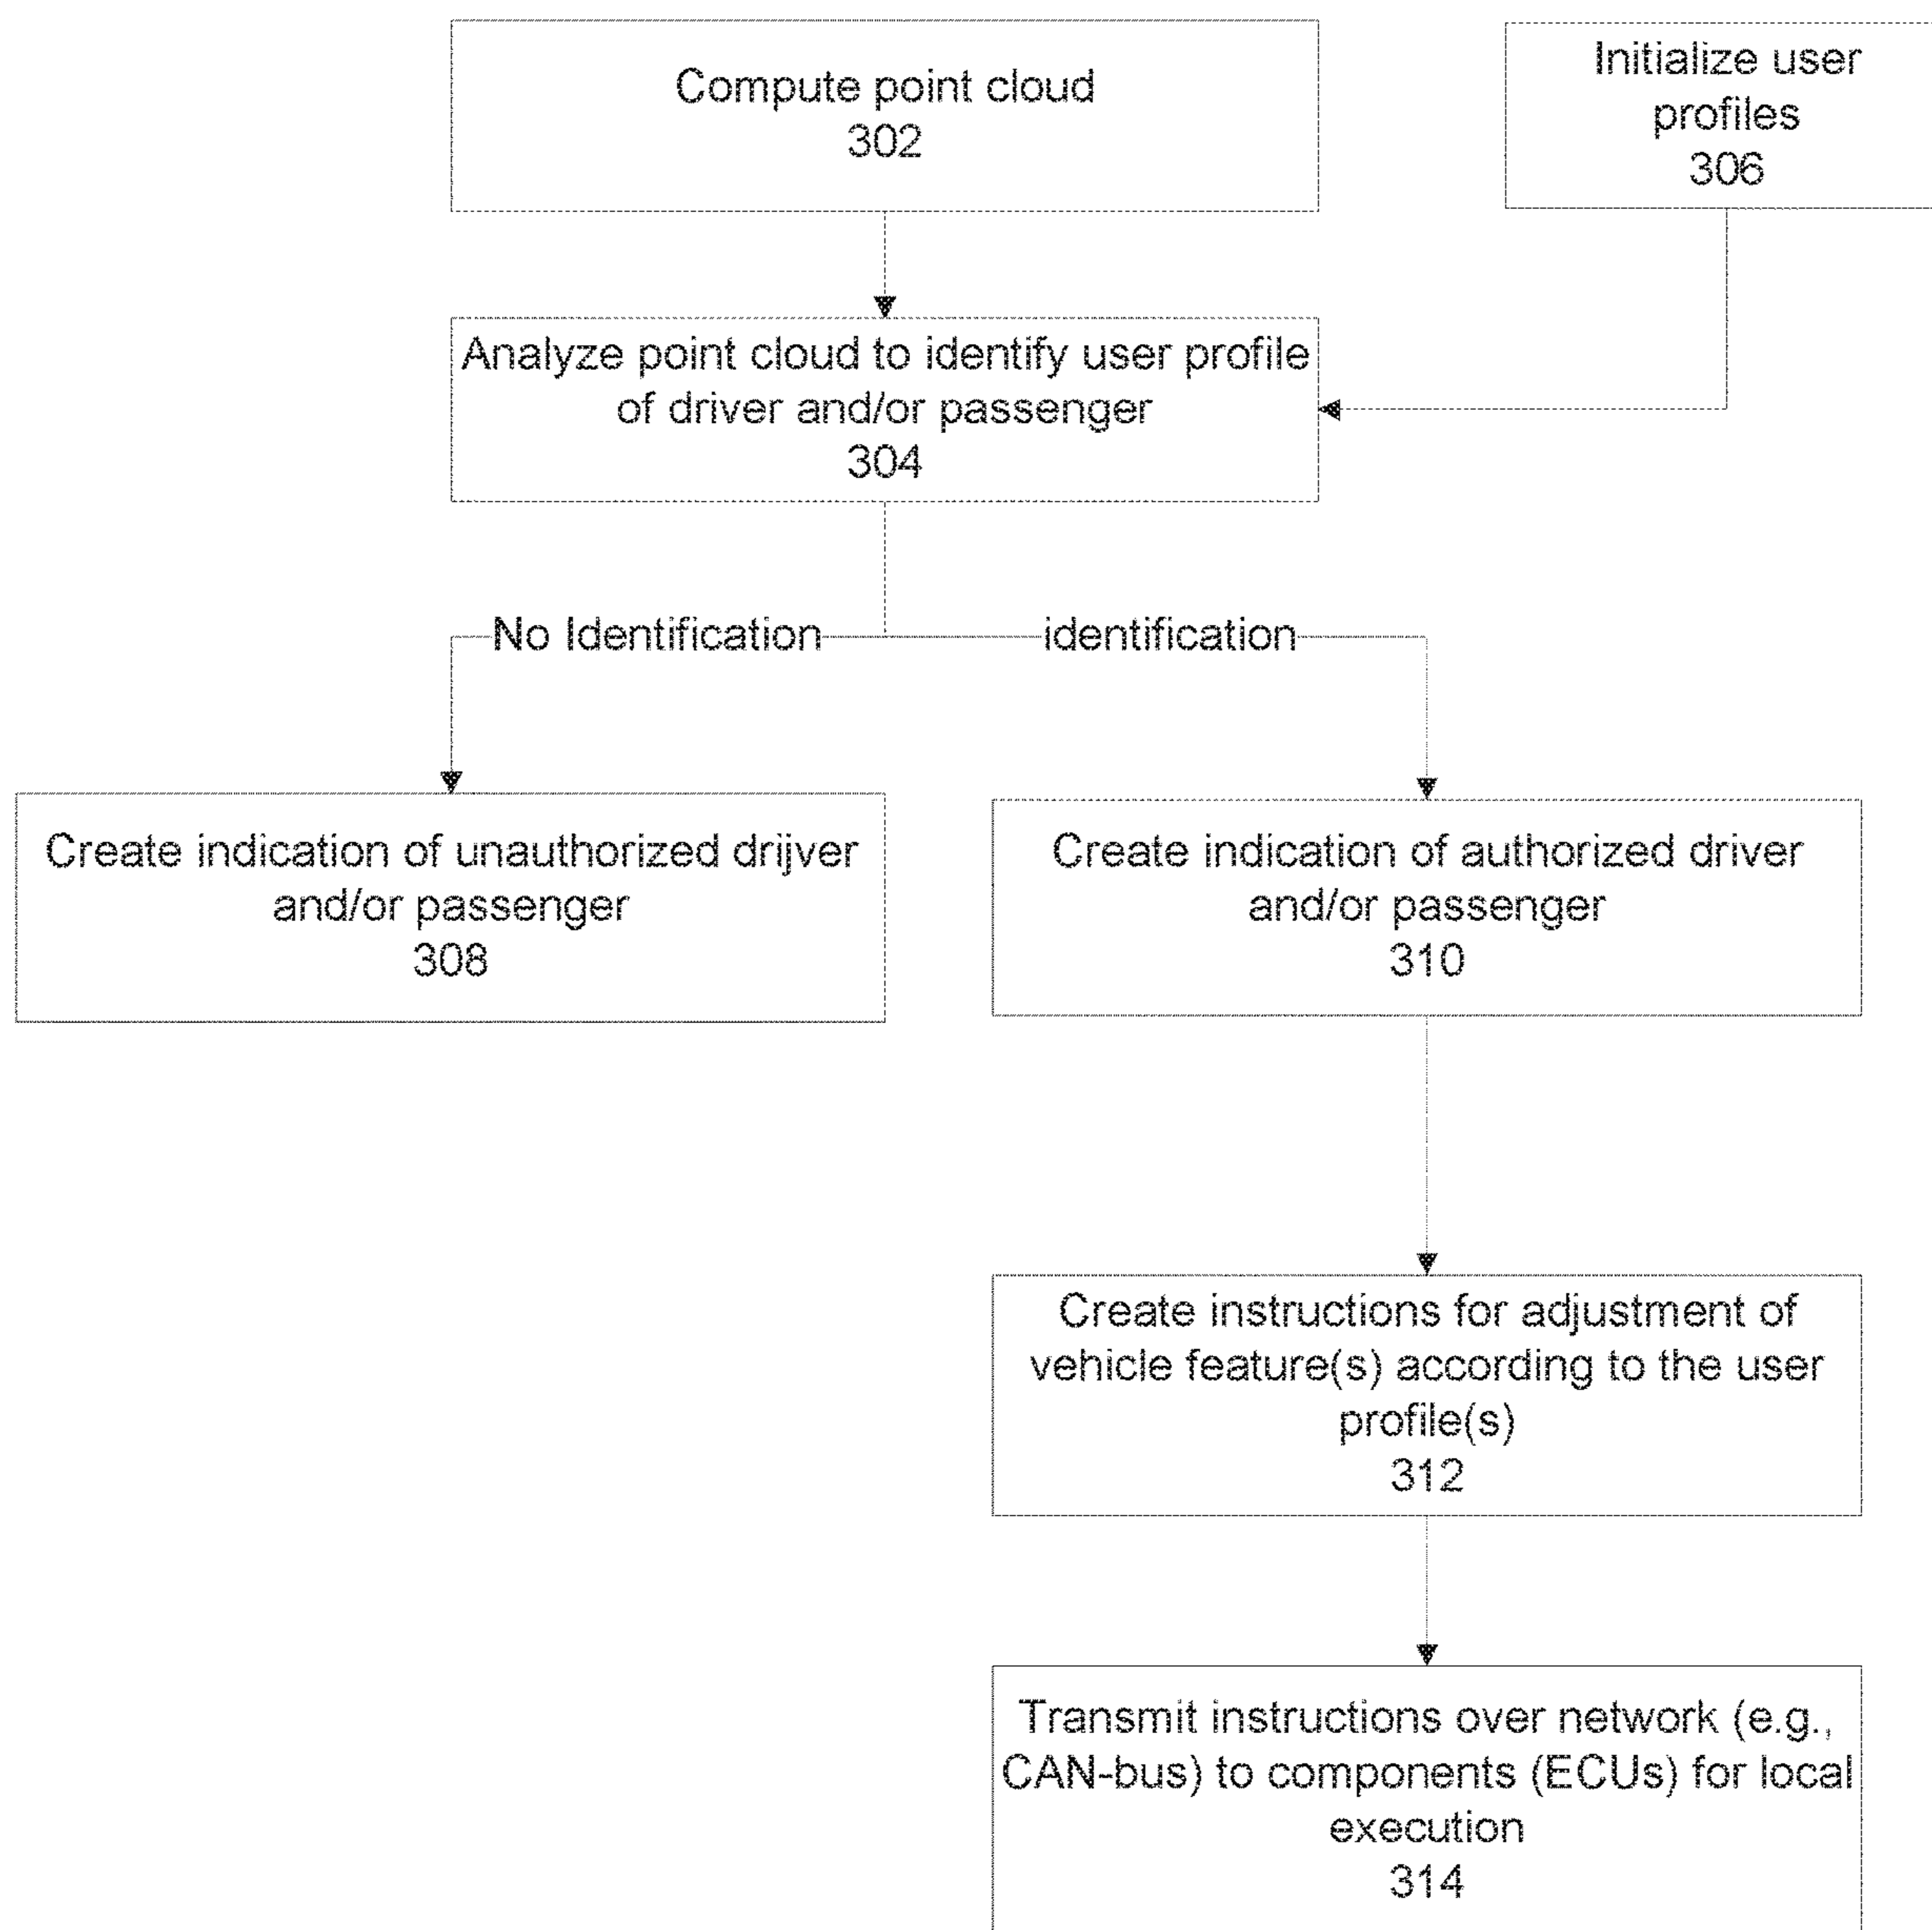 Compute point cloud
302
Initialize user
profiles
306
Analyze point cloud to identify user profile
of driver and/or passenger
304
No Identification
identification
Create indication of unauthorized drijver
and/or passenger
308
Create indication of authorized driver
and/or passenger
310
Create instructions for adjustment of
vehicle feature(s) according to the user
profile(s)
312
Transmit instructions over network (e.g.,
CAN-bus) to components (ECUs) for local
execution
314